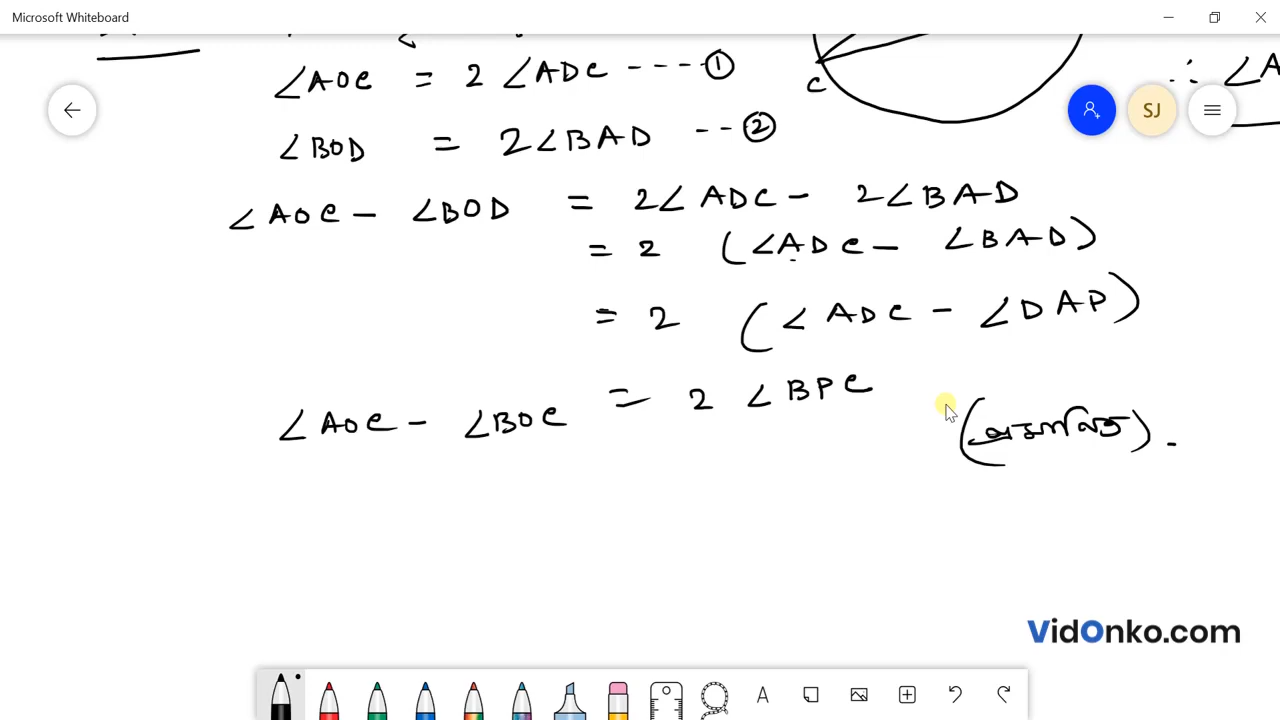 Microsoft Whiteboard
∠AOC = 2 ∠ADC ---- ①
C
∴ ∠A
SJ
∠BOD = 2∠BAD -- ②
∠AOC - ∠BOD = 2∠ADC - 2∠BAD
= 2 (∠ADC - ∠BAD)
= 2 (∠ADC - ∠DAP)
∠AOC - ∠BOC = 2 ∠BPC (প্রমাণিত).
VidOnko.com
A